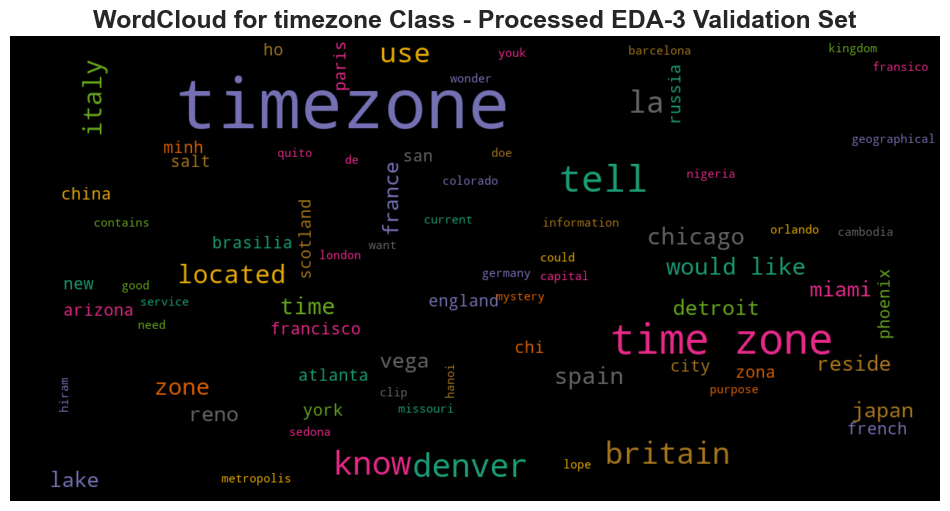 WordCloud for timezone Class - Processed EDA-3 Validation Set
ho
paris
use
youk
barcelona
kingdom
italy
timezone
wonder
la
russia
fransico
minh
salt
quito
de
san
doe
geographical
china
france
colorado
tell
nigeria
contains
scotland
current
information
chicago
orlando
cambodia
brasilia
london
want
could
located
germany
capital
would like
new
good
service
arizona
need
time
francisco
england
mystery
detroit
miami
phoenix
chi
time zone
vega
atlanta
spain
city
zona
reside
hiram
zone
clip
hanoi
purpose
reno
york
missouri
japan
french
sedona
know
denver
lope
britain
lake
metropolis